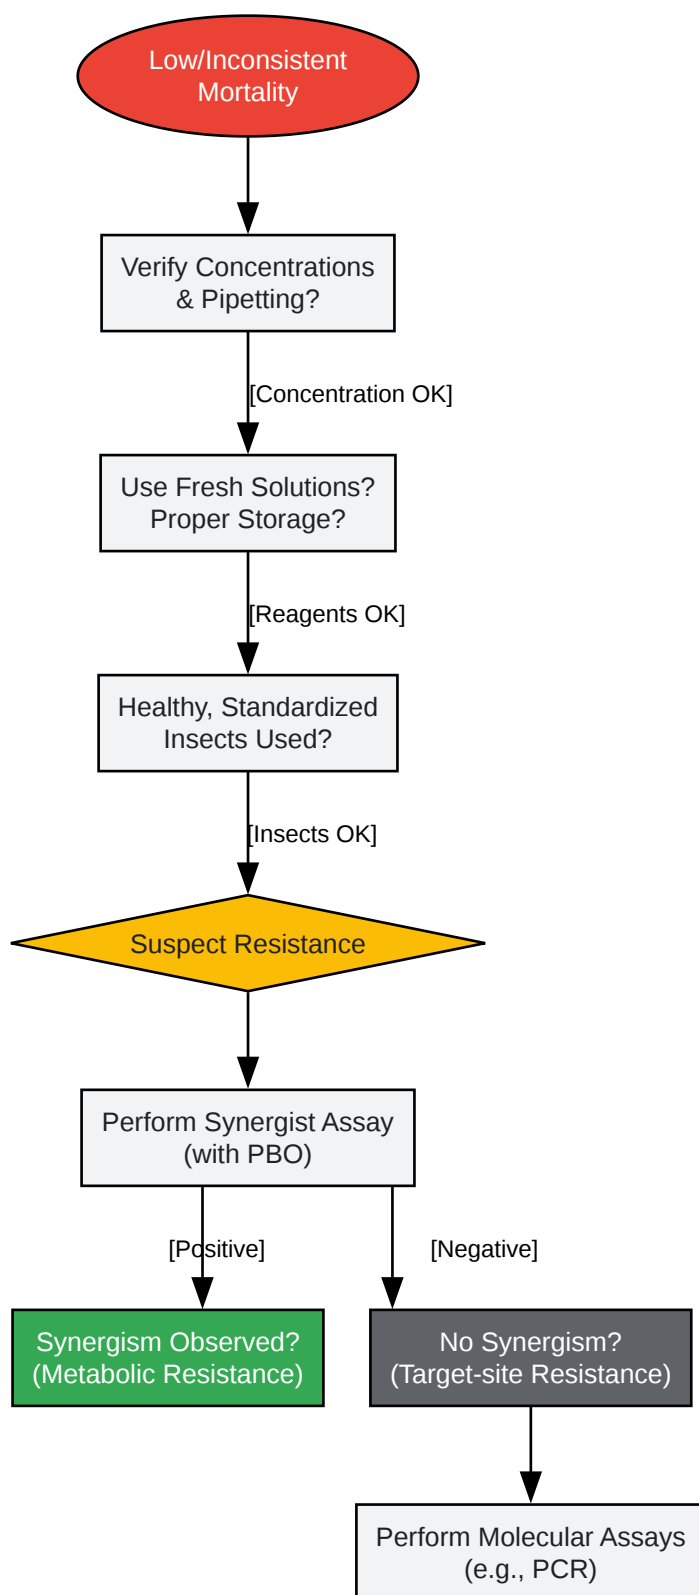 Low/Inconsistent
Mortality
Verify Concentrations
& Pipetting?
[Concentration OK]
Use Fresh Solutions?
Proper Storage?
[Reagents OK]
Healthy, Standardized
Insects Used?
[Insects OK]
Suspect Resistance
Perform Synergist Assay
(with PBO)
[Positive]
[Negative]
Synergism Observed?
(Metabolic Resistance)
No Synergism?
(Target-site Resistance)
Perform Molecular Assays
(e.g., PCR)